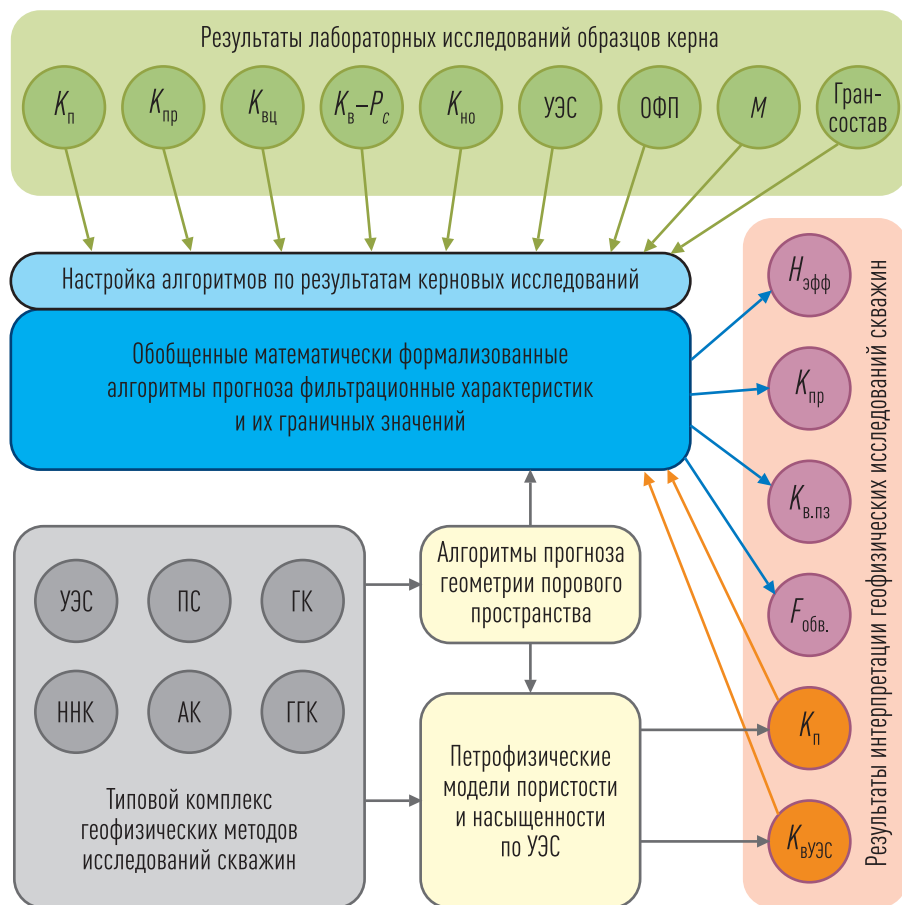 Результаты лабораторных исследований образцов керна
Kп
Kпр
Kвц
Kв–Pc
Kно
УЭС
ОФП
M
Гран-
состав
Настройка алгоритмов по результатам керновых исследований
Обобщенные математически формализованные
алгоритмы прогноза фильтрационные характеристик
и их граничных значений
Hэфф
Kпр
Kв.пз
Fобв.
Kп
KвУЭС
Результаты интерпретации геофизических исследований скважин
УЭС
ПС
ГК
ННК
АК
ГГК
Типовой комплекс
геофизических методов
исследований скважин
Алгоритмы прогноза
геометрии порового
пространства
Петрофизические
модели пористости
и насыщенности
по УЭС